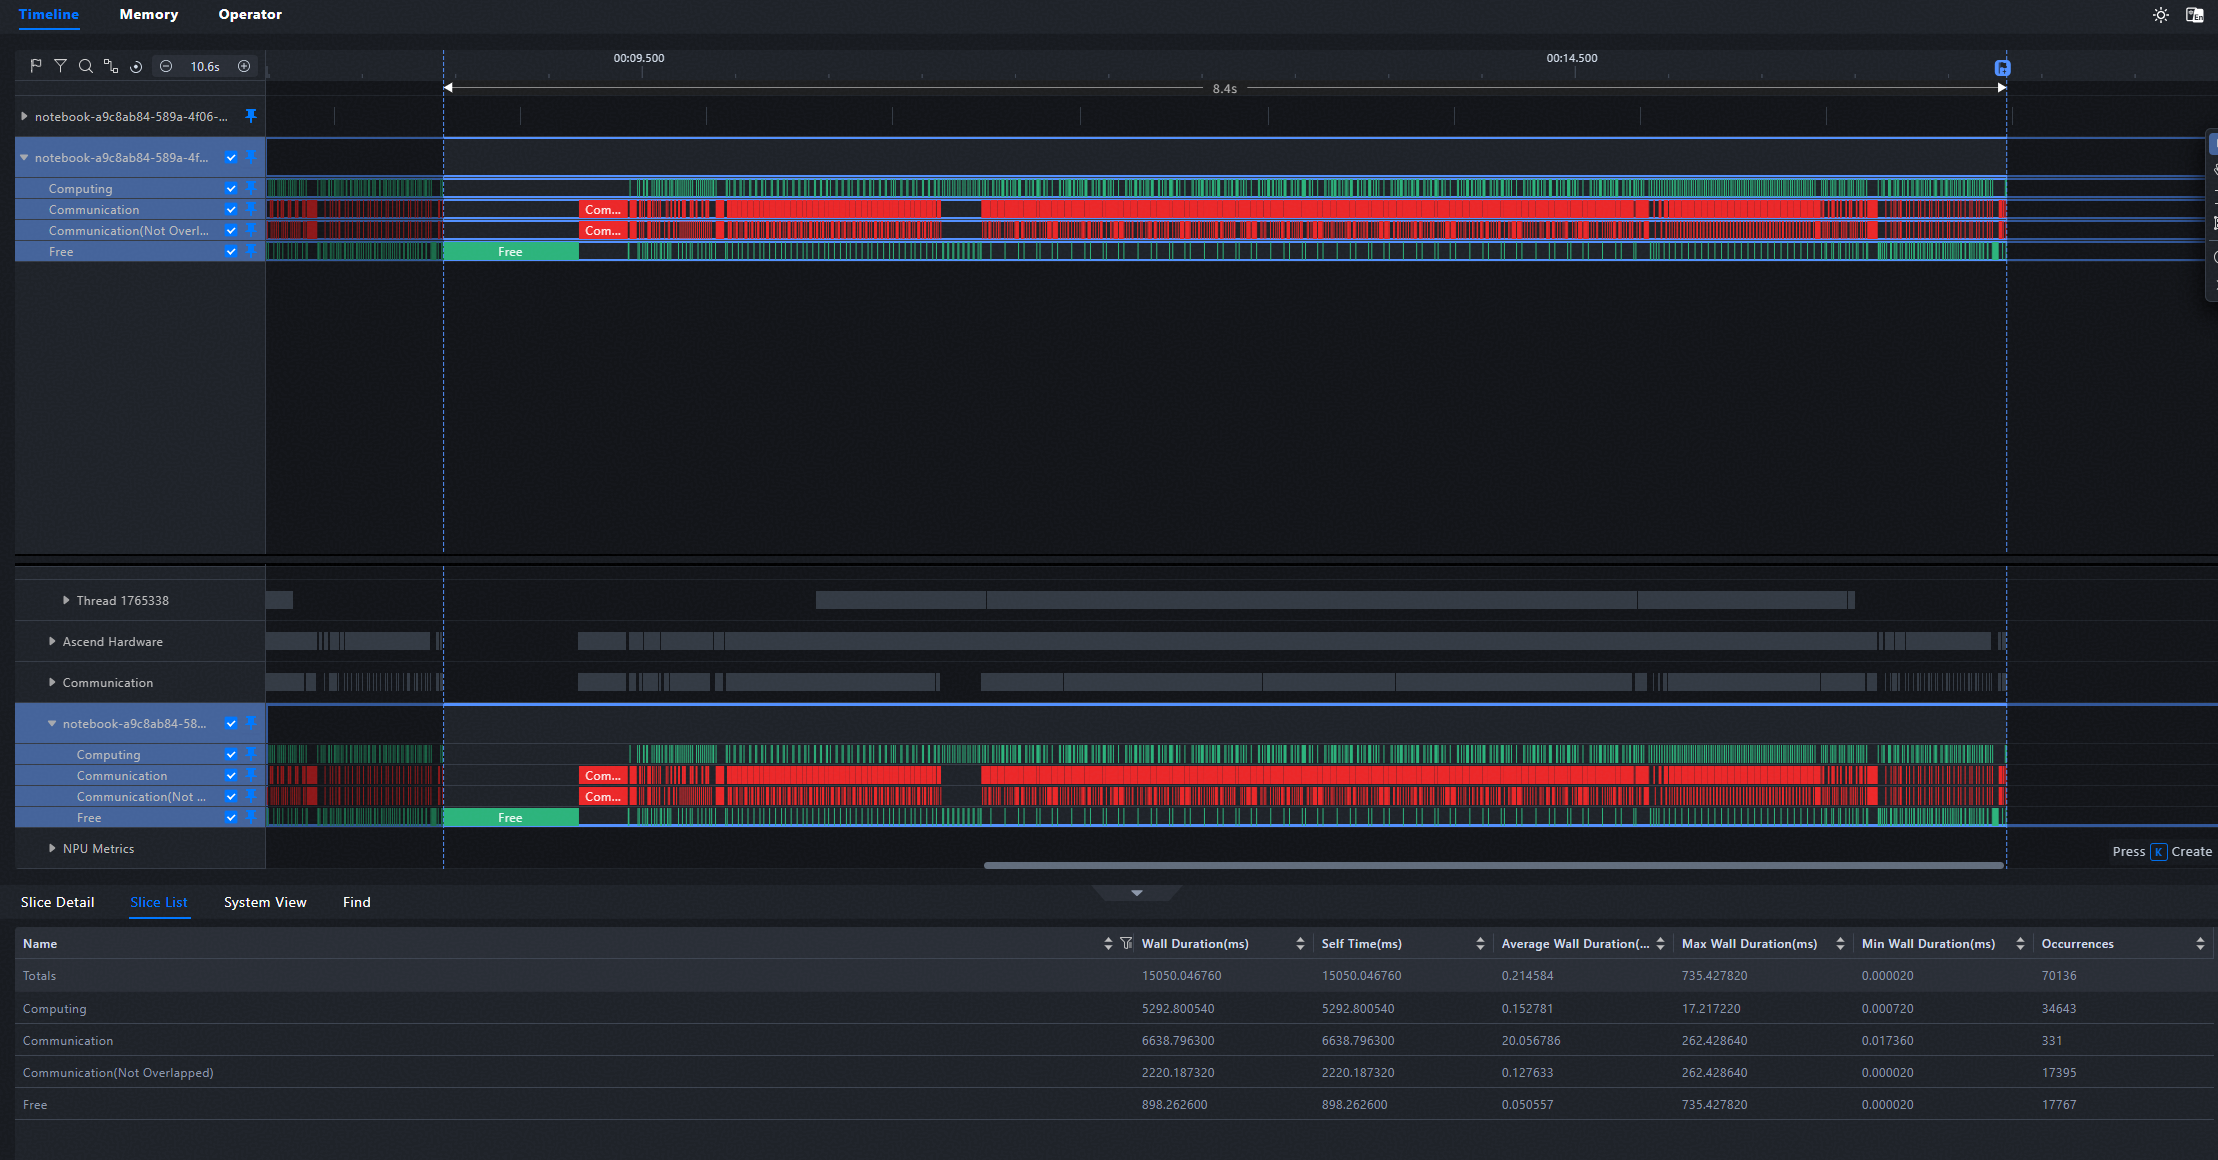 Timeline Memory Operator
10.6s 00:09.500 00:14.500
8.4s
notebook-a9c8ab84-589a-4f06-...
notebook-a9c8ab84-589a-4f...
Computing
Communication Com...
Communication(Not Overl... Com...
Free Free
Thread 1765338
Ascend Hardware
Communication
notebook-a9c8ab84-58...
Computing
Communication Com...
Communication(Not ... Com...
Free Free
NPU Metrics Press K Create
Slice Detail Slice List System View Find
Name Wall Duration(ms) Self Time(ms) Average Wall Duration(... Max Wall Duration(ms) Min Wall Duration(ms) Occurrences
Totals 15050.046760 15050.046760 0.214584 735.427820 0.000020 70136
Computing 5292.800540 5292.800540 0.152781 17.217220 0.000720 34643
Communication 6638.796300 6638.796300 20.056786 262.428640 0.017360 331
Communication(Not Overlapped) 2220.187320 2220.187320 0.127633 262.428640 0.000020 17395
Free 898.262600 898.262600 0.050557 735.427820 0.000020 17767